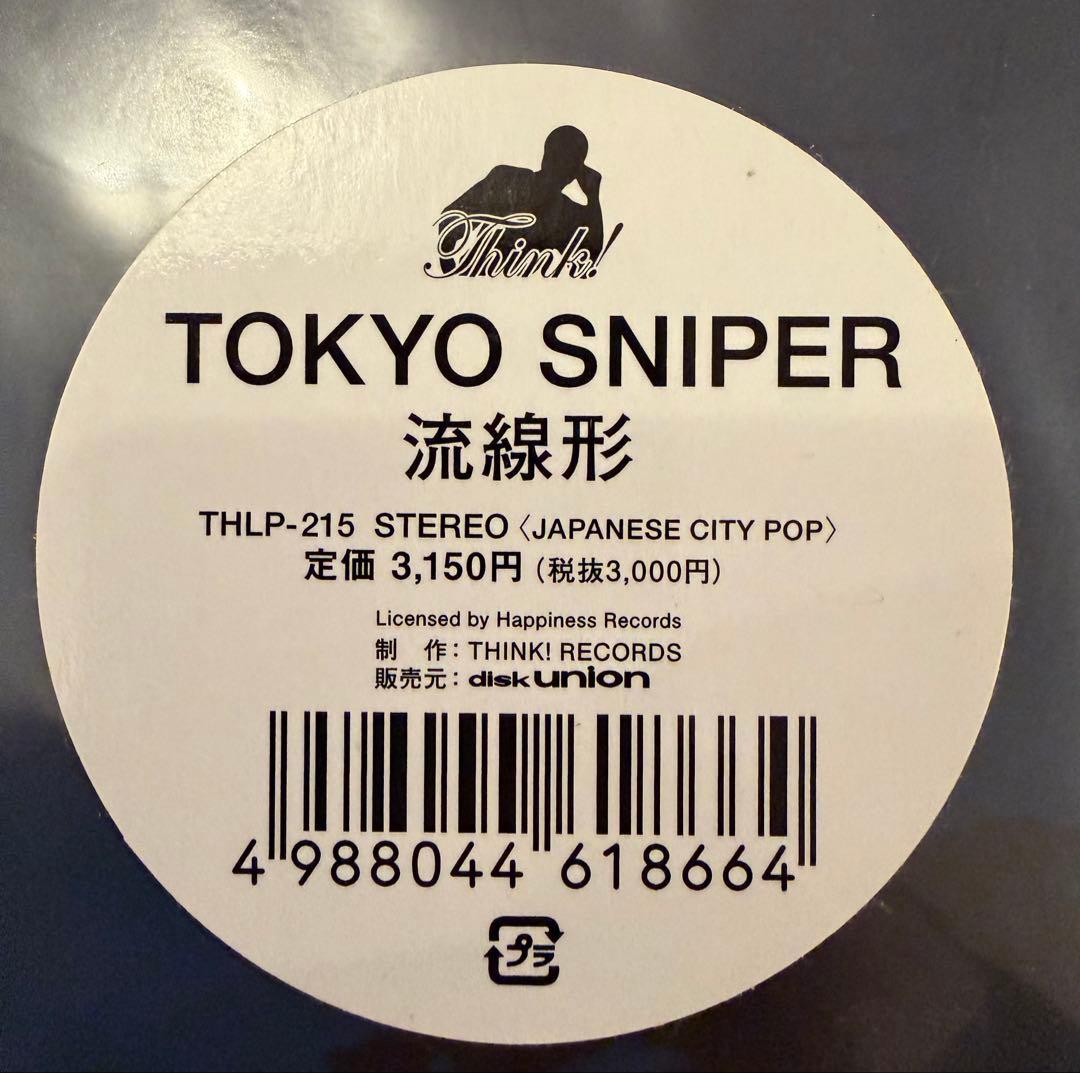 Think!
TOKYO SNIPER
流線形
THLP-215 STEREO〈JAPANESE CITY POP〉
定価 3,150円(税抜3,000円)
Licensed by Happiness Records
制　作: THINK! RECORDS
販売元: disk union
4 988044 618664
プラ